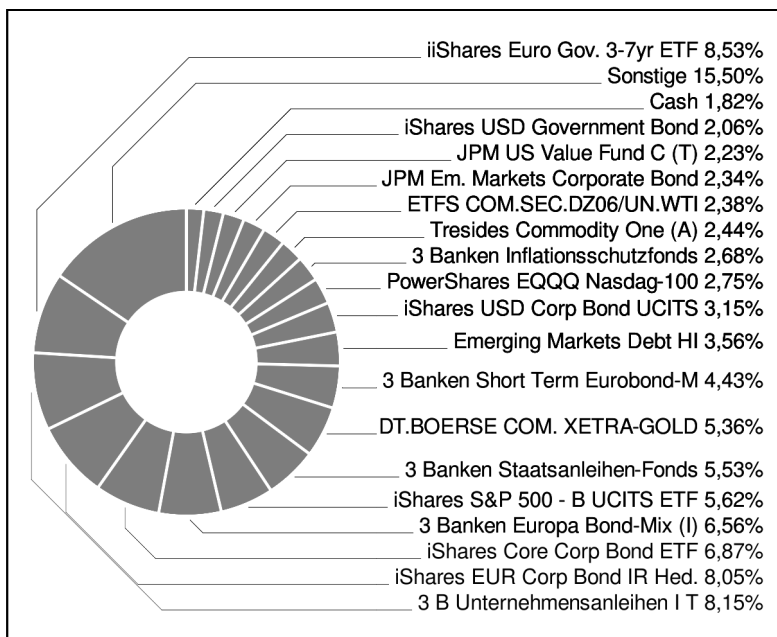 iiShares Euro Gov. 3-7yr ETF 8,53%
Sonstige 15,50%
Cash 1,82%
iShares USD Government Bond 2,06%
JPM US Value Fund C (T) 2,23%
JPM Em. Markets Corporate Bond 2,34%
ETFS COM.SEC.DZ06/UN.WTI 2,38%
Tresides Commodity One (A) 2,44%
3 Banken Inflationsschutzfonds 2,68%
PowerShares EQQQ Nasdag-100 2,75%
iShares USD Corp Bond UCITS 3,15%
Emerging Markets Debt HI 3,56%
3 Banken Short Term Eurobond-M 4,43%
DT.BOERSE COM. XETRA-GOLD 5,36%
3 Banken Staatsanleihen-Fonds 5,53%
iShares S&P 500 - B UCITS ETF 5,62%
3 Banken Europa Bond-Mix (I) 6,56%
iShares Core Corp Bond ETF 6,87%
iShares EUR Corp Bond IR Hed. 8,05%
3 B Unternehmensanleihen I T 8,15%